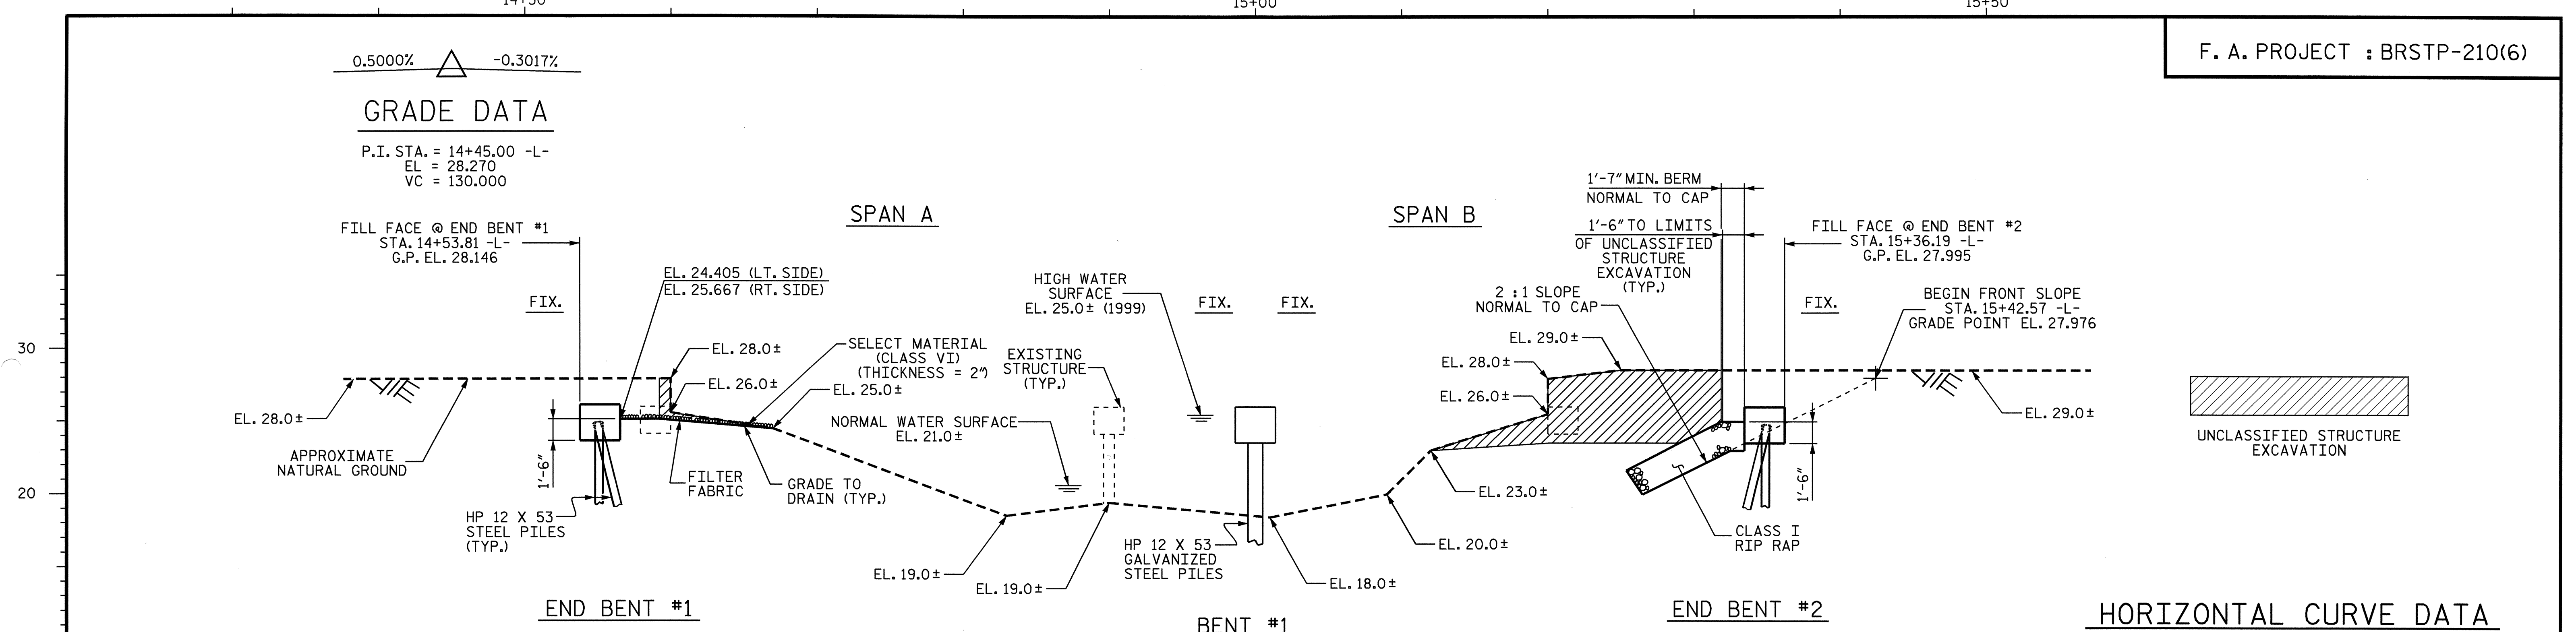 14+50
15+00
15+50
F. A. PROJECT : BRSTP-210(6)
0.5000%
-0.3017%
GRADE DATA
P.I. STA. = 14+45.00 -L-
EL = 28.270
VC = 130.000
FILL FACE @ END BENT #1
STA. 14+53.81 -L-
G.P. EL. 28.146
SPAN A
SPAN B
1'-7" MIN. BERM
NORMAL TO CAP
1'-6" TO LIMITS
OF UNCLASSIFIED
STRUCTURE
EXCAVATION
(TYP.)
FILL FACE @ END BENT #2
STA. 15+36.19 -L-
G.P. EL. 27.995
EL. 24.405 (LT. SIDE)
EL. 25.667 (RT. SIDE)
FIX.
HIGH WATER
SURFACE
EL. 25.0± (1999)
FIX.
FIX.
2 : 1 SLOPE
NORMAL TO CAP
FIX.
BEGIN FRONT SLOPE
STA. 15+42.57 -L-
GRADE POINT EL. 27.976
30
EL. 28.0±
SELECT MATERIAL
(CLASS VI)
(THICKNESS = 2")
EXISTING
STRUCTURE
(TYP.)
EL. 29.0±
EL. 28.0±
EL. 26.0±
EL. 25.0±
EL. 26.0±
EL. 28.0±
NORMAL WATER SURFACE
EL. 21.0±
EL. 29.0±
APPROXIMATE
NATURAL GROUND
1'-6"
FILTER
FABRIC
GRADE TO
DRAIN (TYP.)
EL. 23.0±
1'-6"
UNCLASSIFIED STRUCTURE
EXCAVATION
20
HP 12 X 53
STEEL PILES
(TYP.)
HP 12 X 53
GALVANIZED
STEEL PILES
EL. 20.0±
CLASS I
RIP RAP
EL. 19.0±
EL. 19.0±
EL. 18.0±
END BENT #1
BENT #1
END BENT #2
HORIZONTAL CURVE DATA